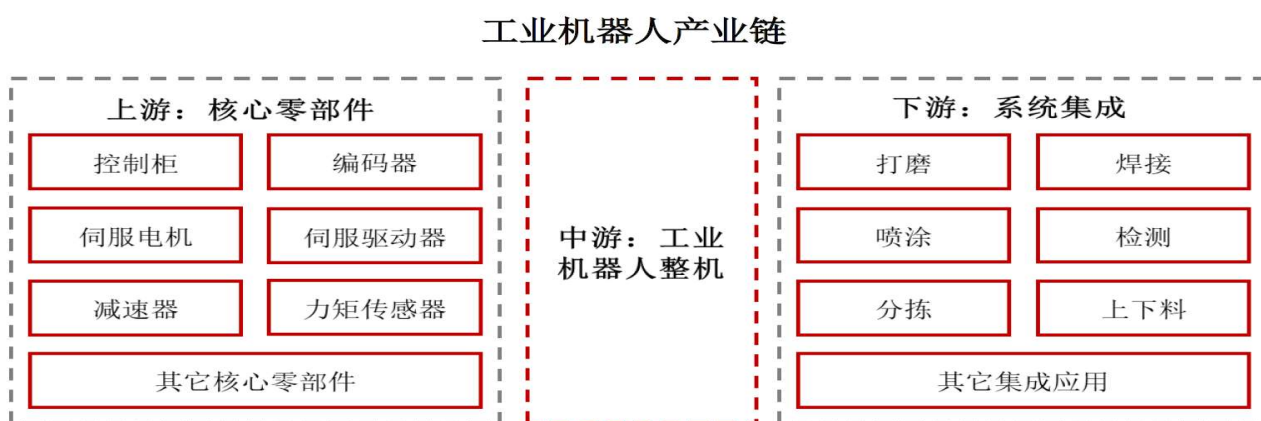 工业机器人产业链
上游：核心零部件
控制柜
编码器
伺服电机
伺服驱动器
减速器
力矩传感器
其它核心零部件
中游：工业
机器人整机
下游：系统集成
打磨
焊接
喷涂
检测
分拣
上下料
其它集成应用